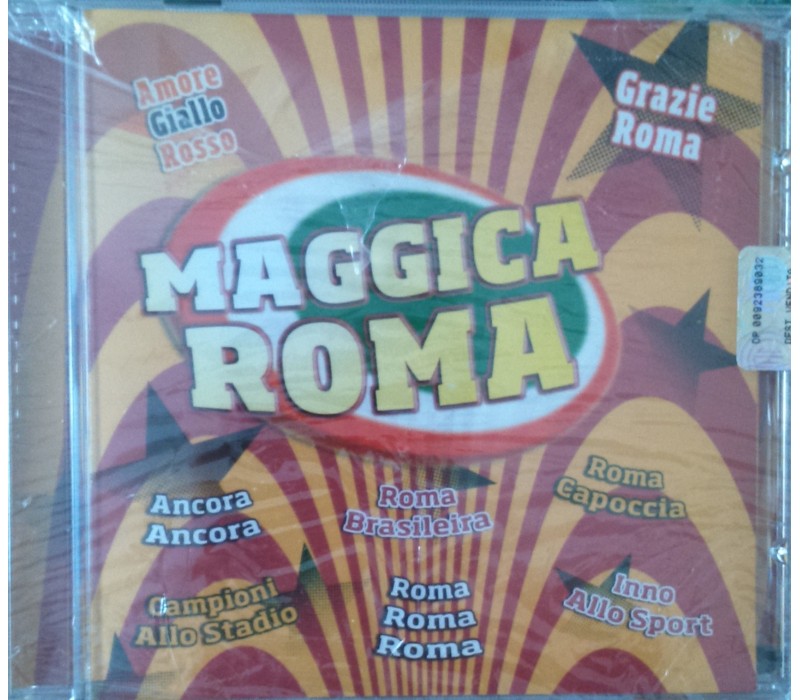 Amore
Giallo
Rosso
Grazie
Roma
MAGGICA
ROMA
Ancora
Ancora
Roma
Brasileira
Roma
Capoccia
Campioni
Allo Stadio
Roma
Roma
Roma
Inno
Allo Sport